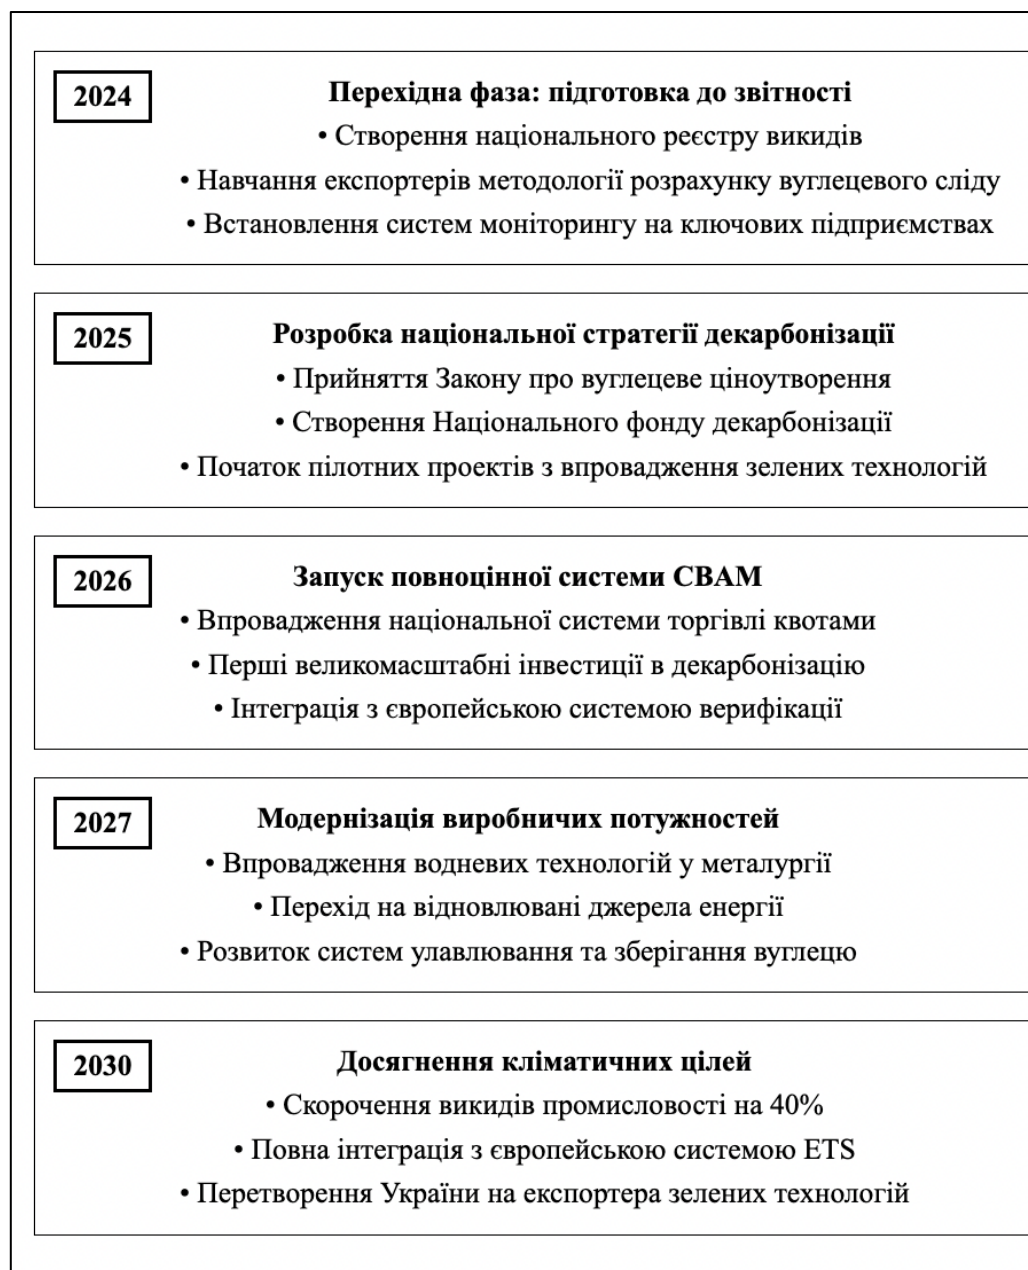 2024
Перехідна фаза: підготовка до звітності
• Створення національного реєстру викидів
• Навчання експортерів методології розрахунку вуглецевого сліду
• Встановлення систем моніторингу на ключових підприємствах
2025
Розробка національної стратегії декарбонізації
• Прийняття Закону про вуглецеве ціноутворення
• Створення Національного фонду декарбонізації
• Початок пілотних проектів з впровадження зелених технологій
2026
Запуск повноцінної системи CBAM
• Впровадження національної системи торгівлі квотами
• Перші великомасштабні інвестиції в декарбонізацію
• Інтеграція з європейською системою верифікації
2027
Модернізація виробничих потужностей
• Впровадження водневих технологій у металургії
• Перехід на відновлювані джерела енергії
• Розвиток систем улавлювання та зберігання вуглецю
2030
Досягнення кліматичних цілей
• Скорочення викидів промисловості на 40%
• Повна інтеграція з європейською системою ETS
• Перетворення України на експортера зелених технологій